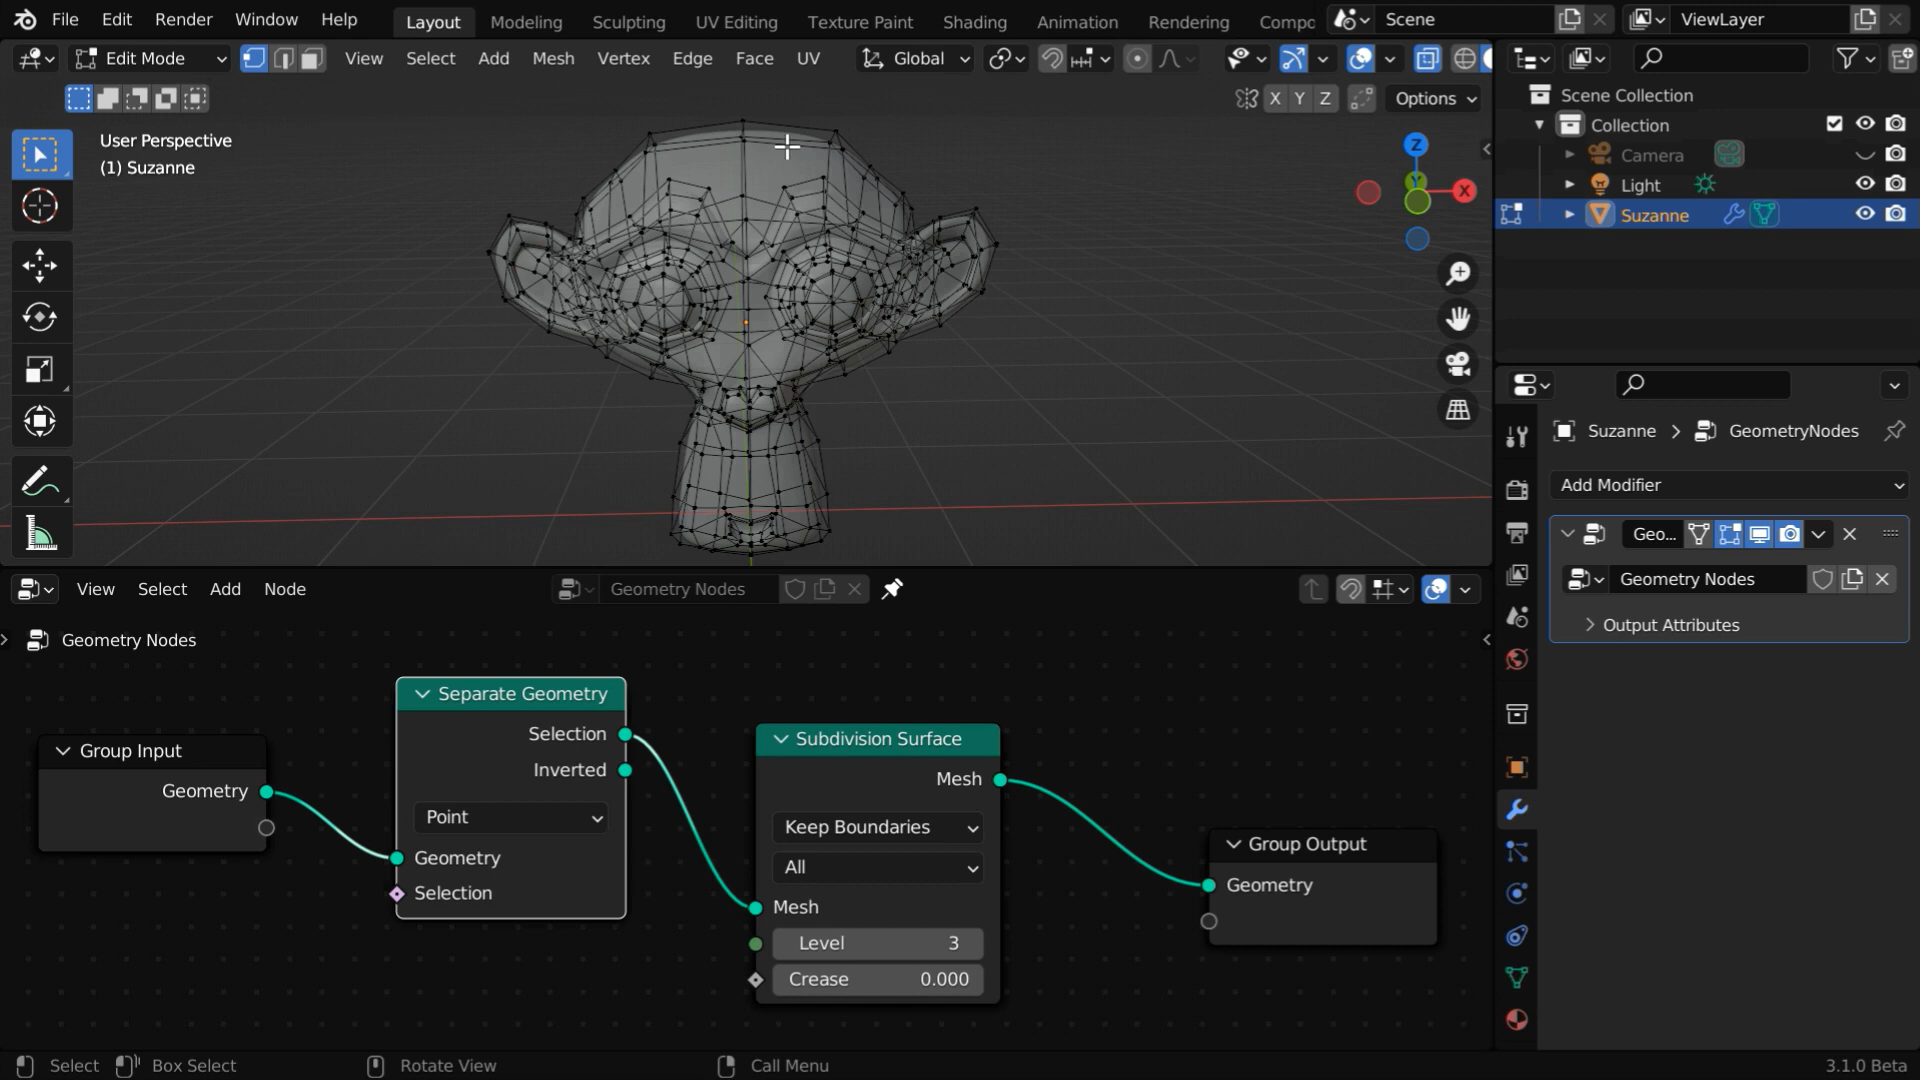 File Edit Render Window Help Layout Modeling Sculpting UV Editing Texture Paint Shading Animation Rendering Compo Scene ViewLayer
Edit Mode View Select Add Mesh Vertex Edge Face UV Global
X Y Z Options
User Perspective
(1) Suzanne
Z
X
Scene Collection
Collection
Camera
Light
Suzanne
Suzanne > GeometryNodes
Add Modifier
Geo...
Geometry Nodes
Output Attributes
View Select Add Node Geometry Nodes
Geometry Nodes
Group Input
Geometry
Separate Geometry
Selection
Inverted
Point
Geometry
Selection
Subdivision Surface
Mesh
Keep Boundaries
All
Mesh
Level 3
Crease 0.000
Group Output
Geometry
Select Box Select Rotate View Call Menu 3.1.0 Beta